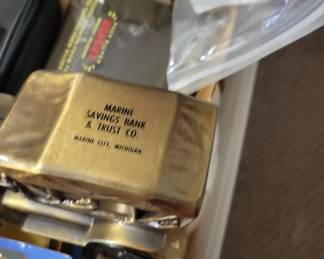 MARINE
SAVINGS BANK
& TRUST CO.
MARINE CITY, MICHIGAN